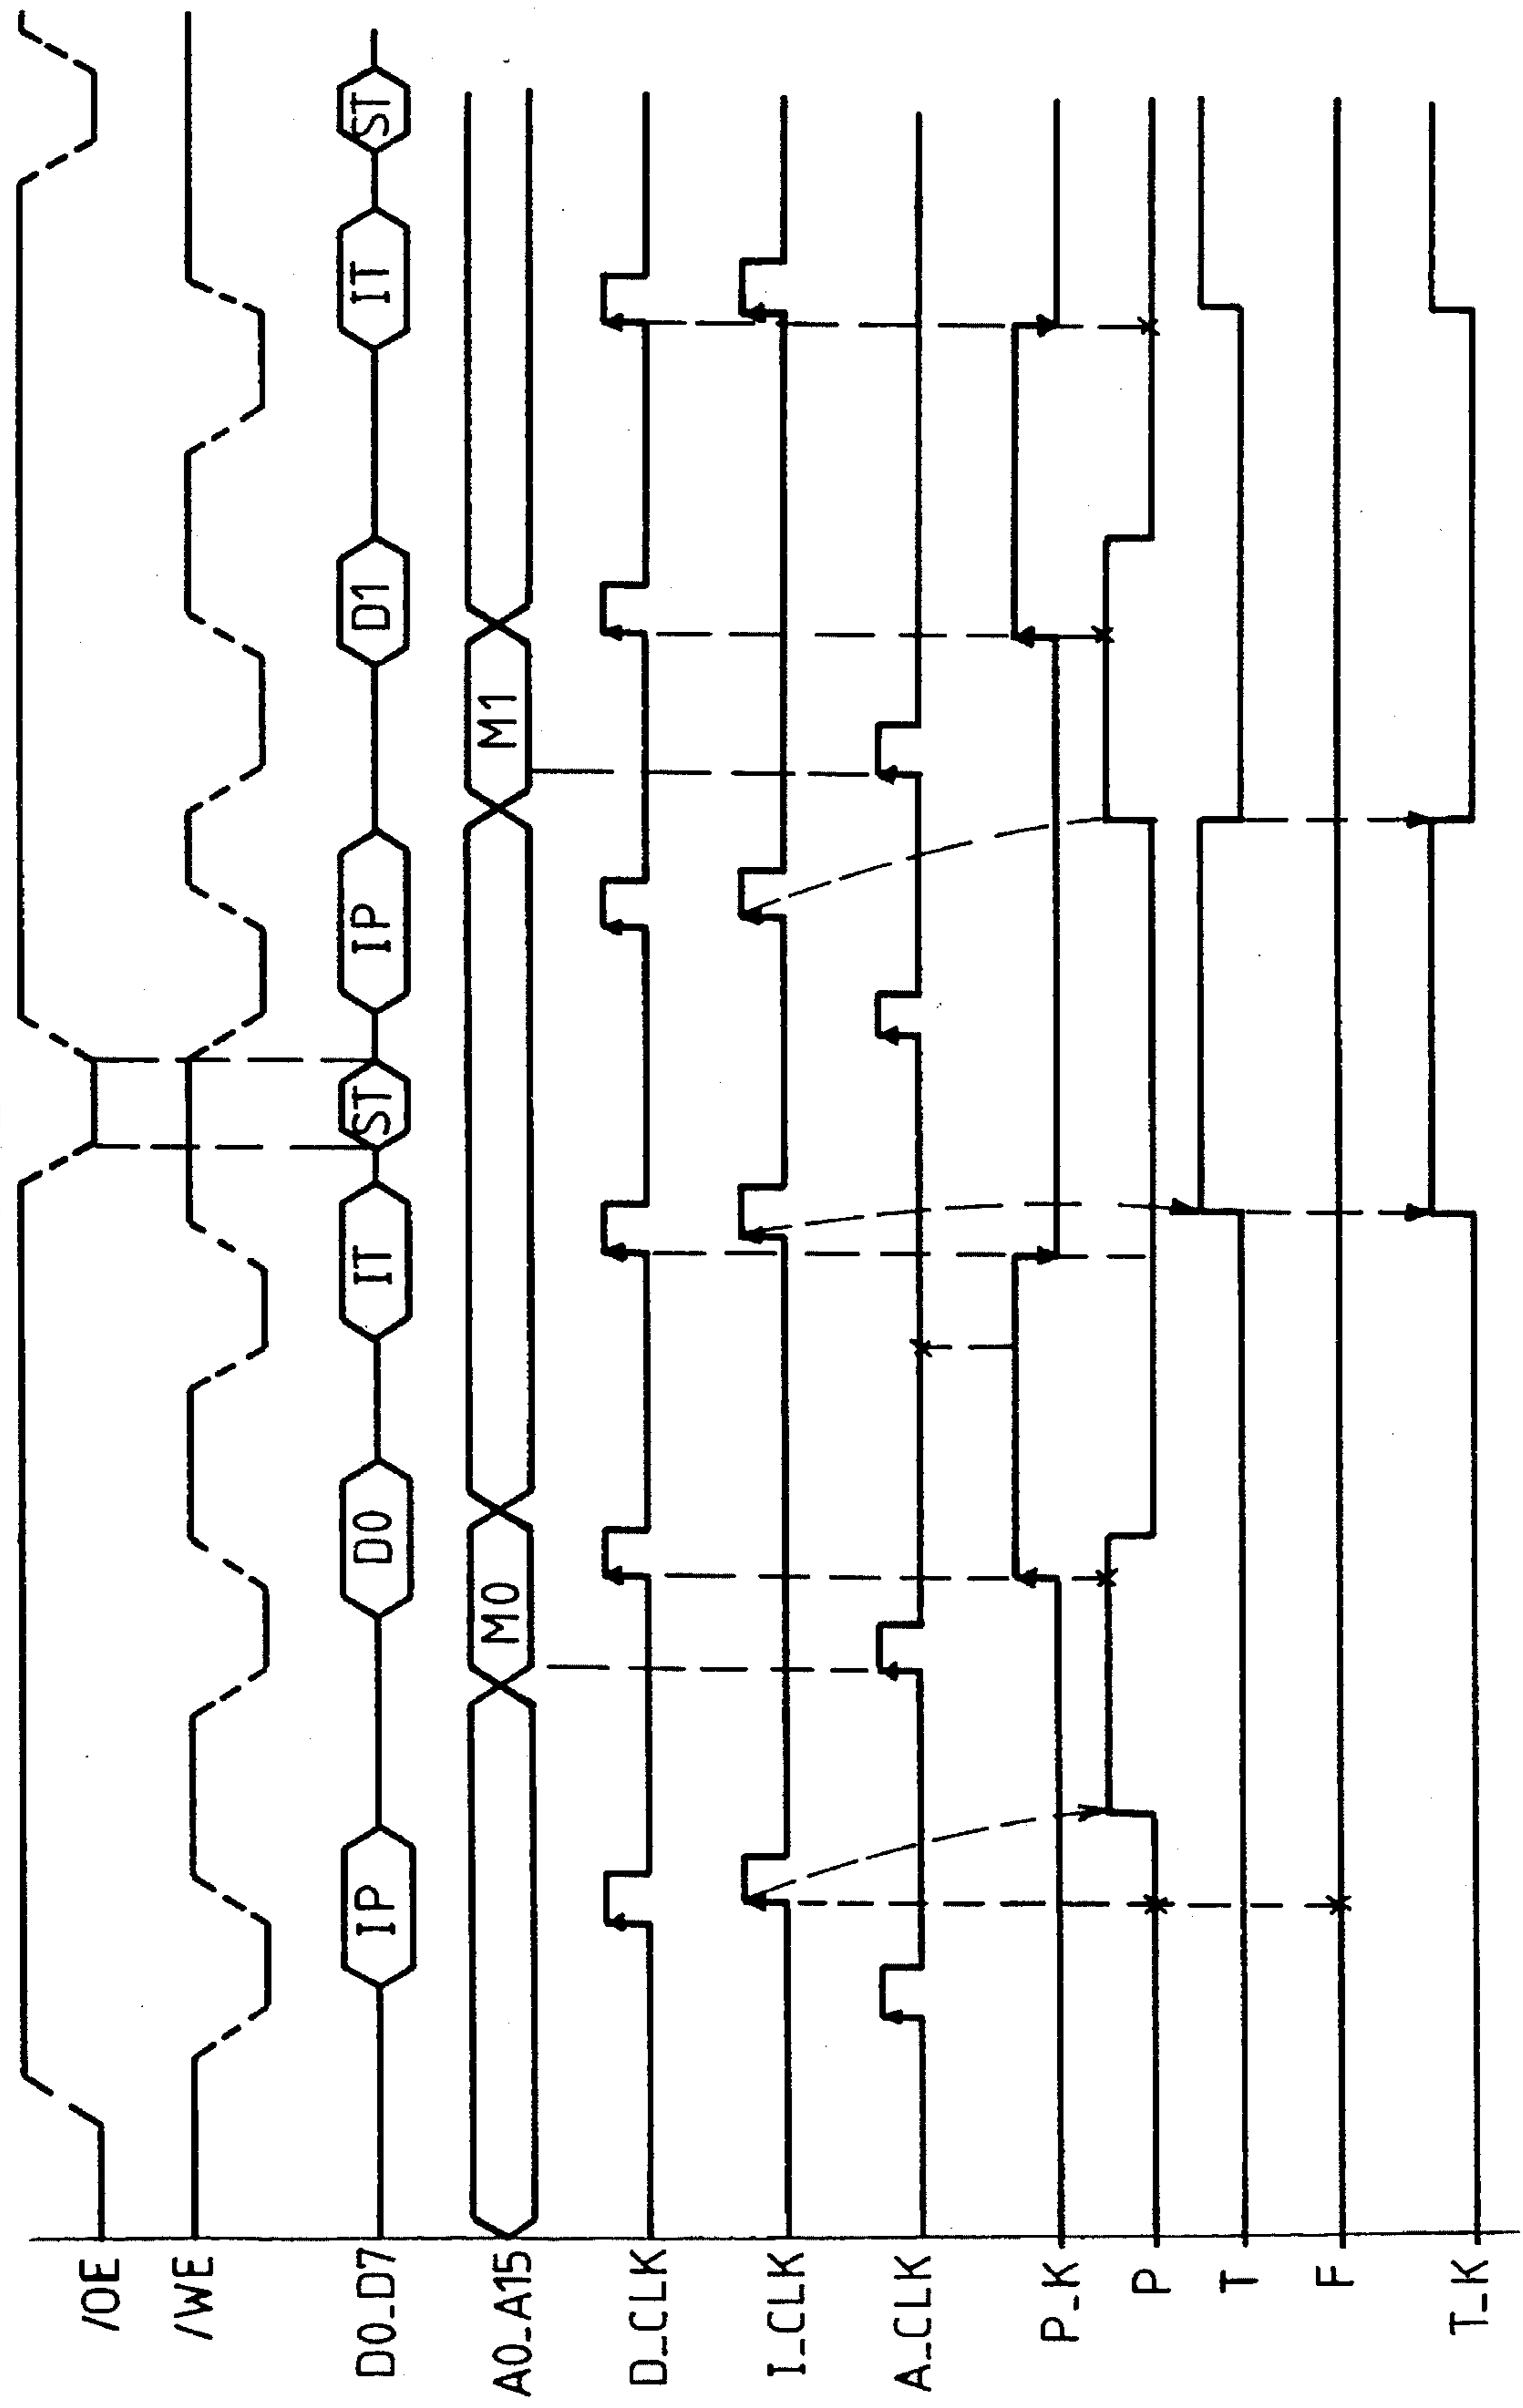 /OE
/WE
D0_D7 IP D0 IT ST IP D1 IT ST
A0_A15 M0 M1
D_CLK
I_CLK
A_CLK
P_K
P
T
F
T_K